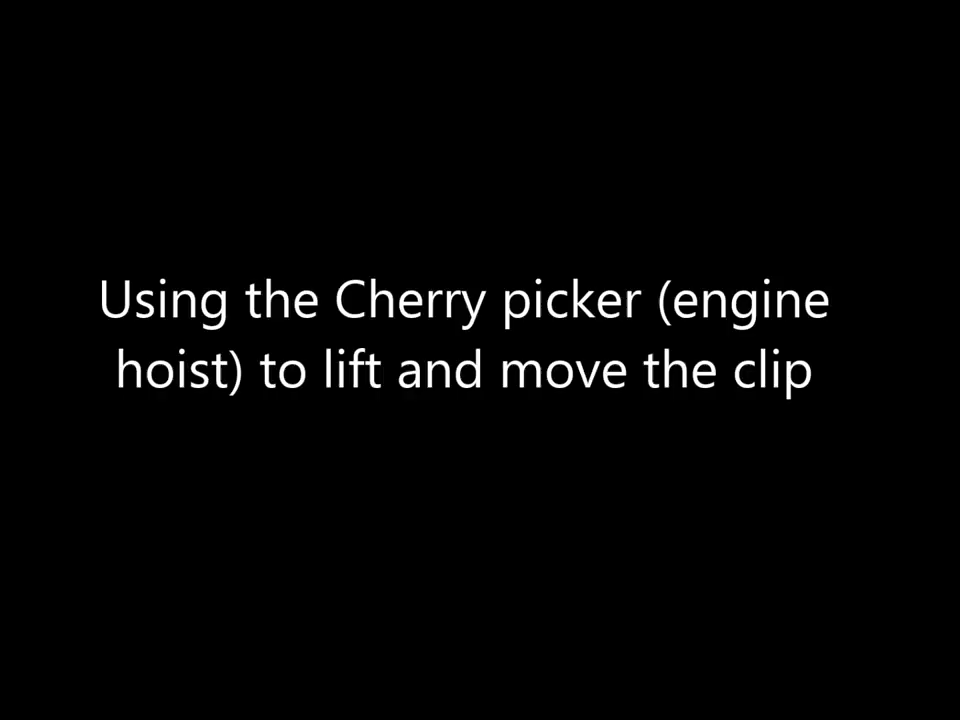 Using the Cherry picker (engine
hoist) to lift and move the clip